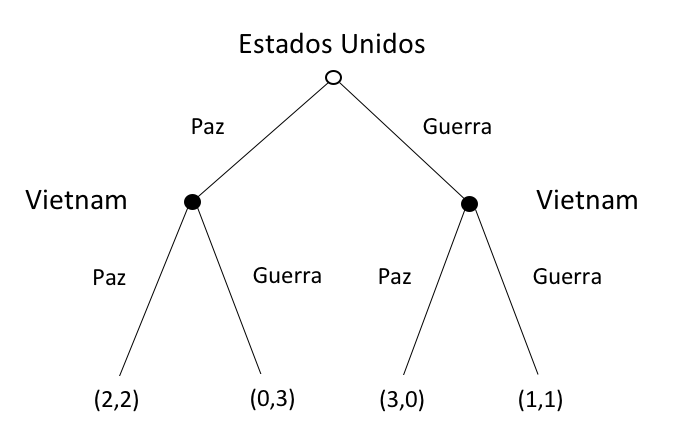 Estados Unidos
Paz
Guerra
Vietnam
Vietnam
Paz
Guerra
Paz
Guerra
(2,2)
(0,3)
(3,0)
(1,1)